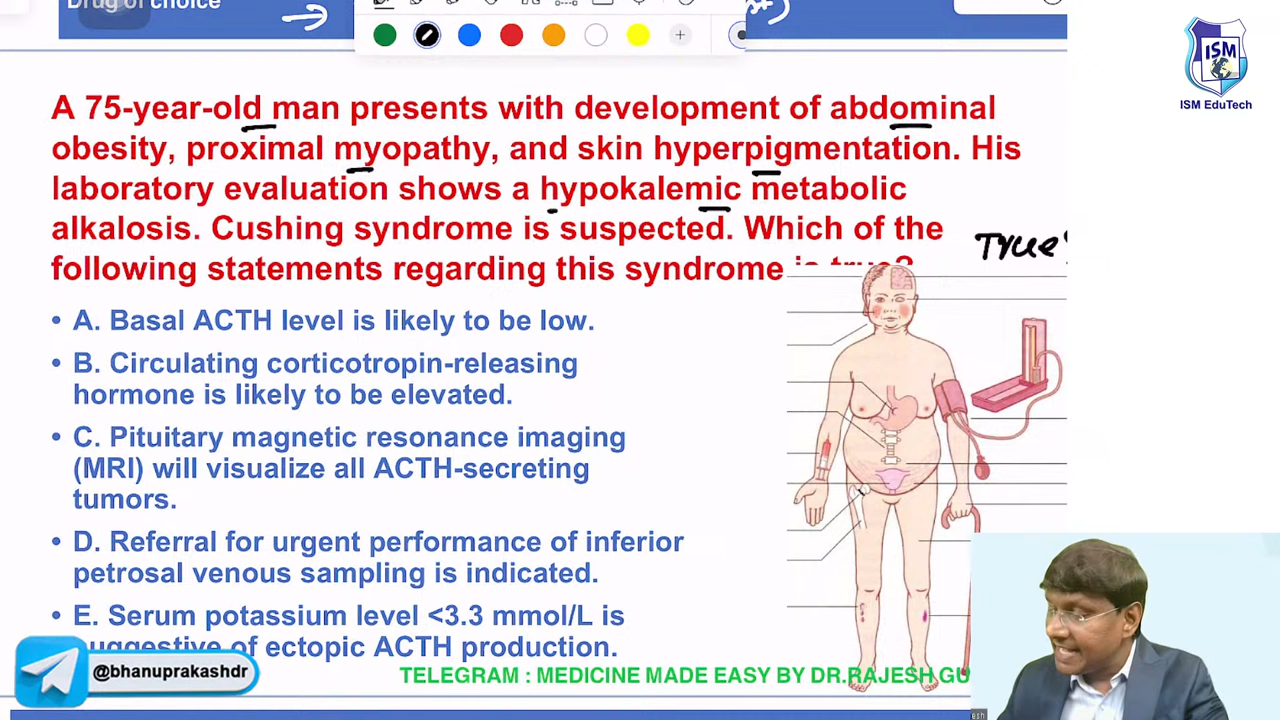 Drug of choice
ISM
ISM EduTech
A 75-year-old man presents with development of abdominal
obesity, proximal myopathy, and skin hyperpigmentation. His
laboratory evaluation shows a hypokalemic metabolic
alkalosis. Cushing syndrome is suspected. Which of the
following statements regarding this syndrome is true?
True
• A. Basal ACTH level is likely to be low.
• B. Circulating corticotropin-releasing
hormone is likely to be elevated.
• C. Pituitary magnetic resonance imaging
(MRI) will visualize all ACTH-secreting
tumors.
• D. Referral for urgent performance of inferior
petrosal venous sampling is indicated.
• E. Serum potassium level <3.3 mmol/L is
suggestive of ectopic ACTH production.
@bhanuprakashdr
TELEGRAM : MEDICINE MADE EASY BY DR.RAJESH GU
esh